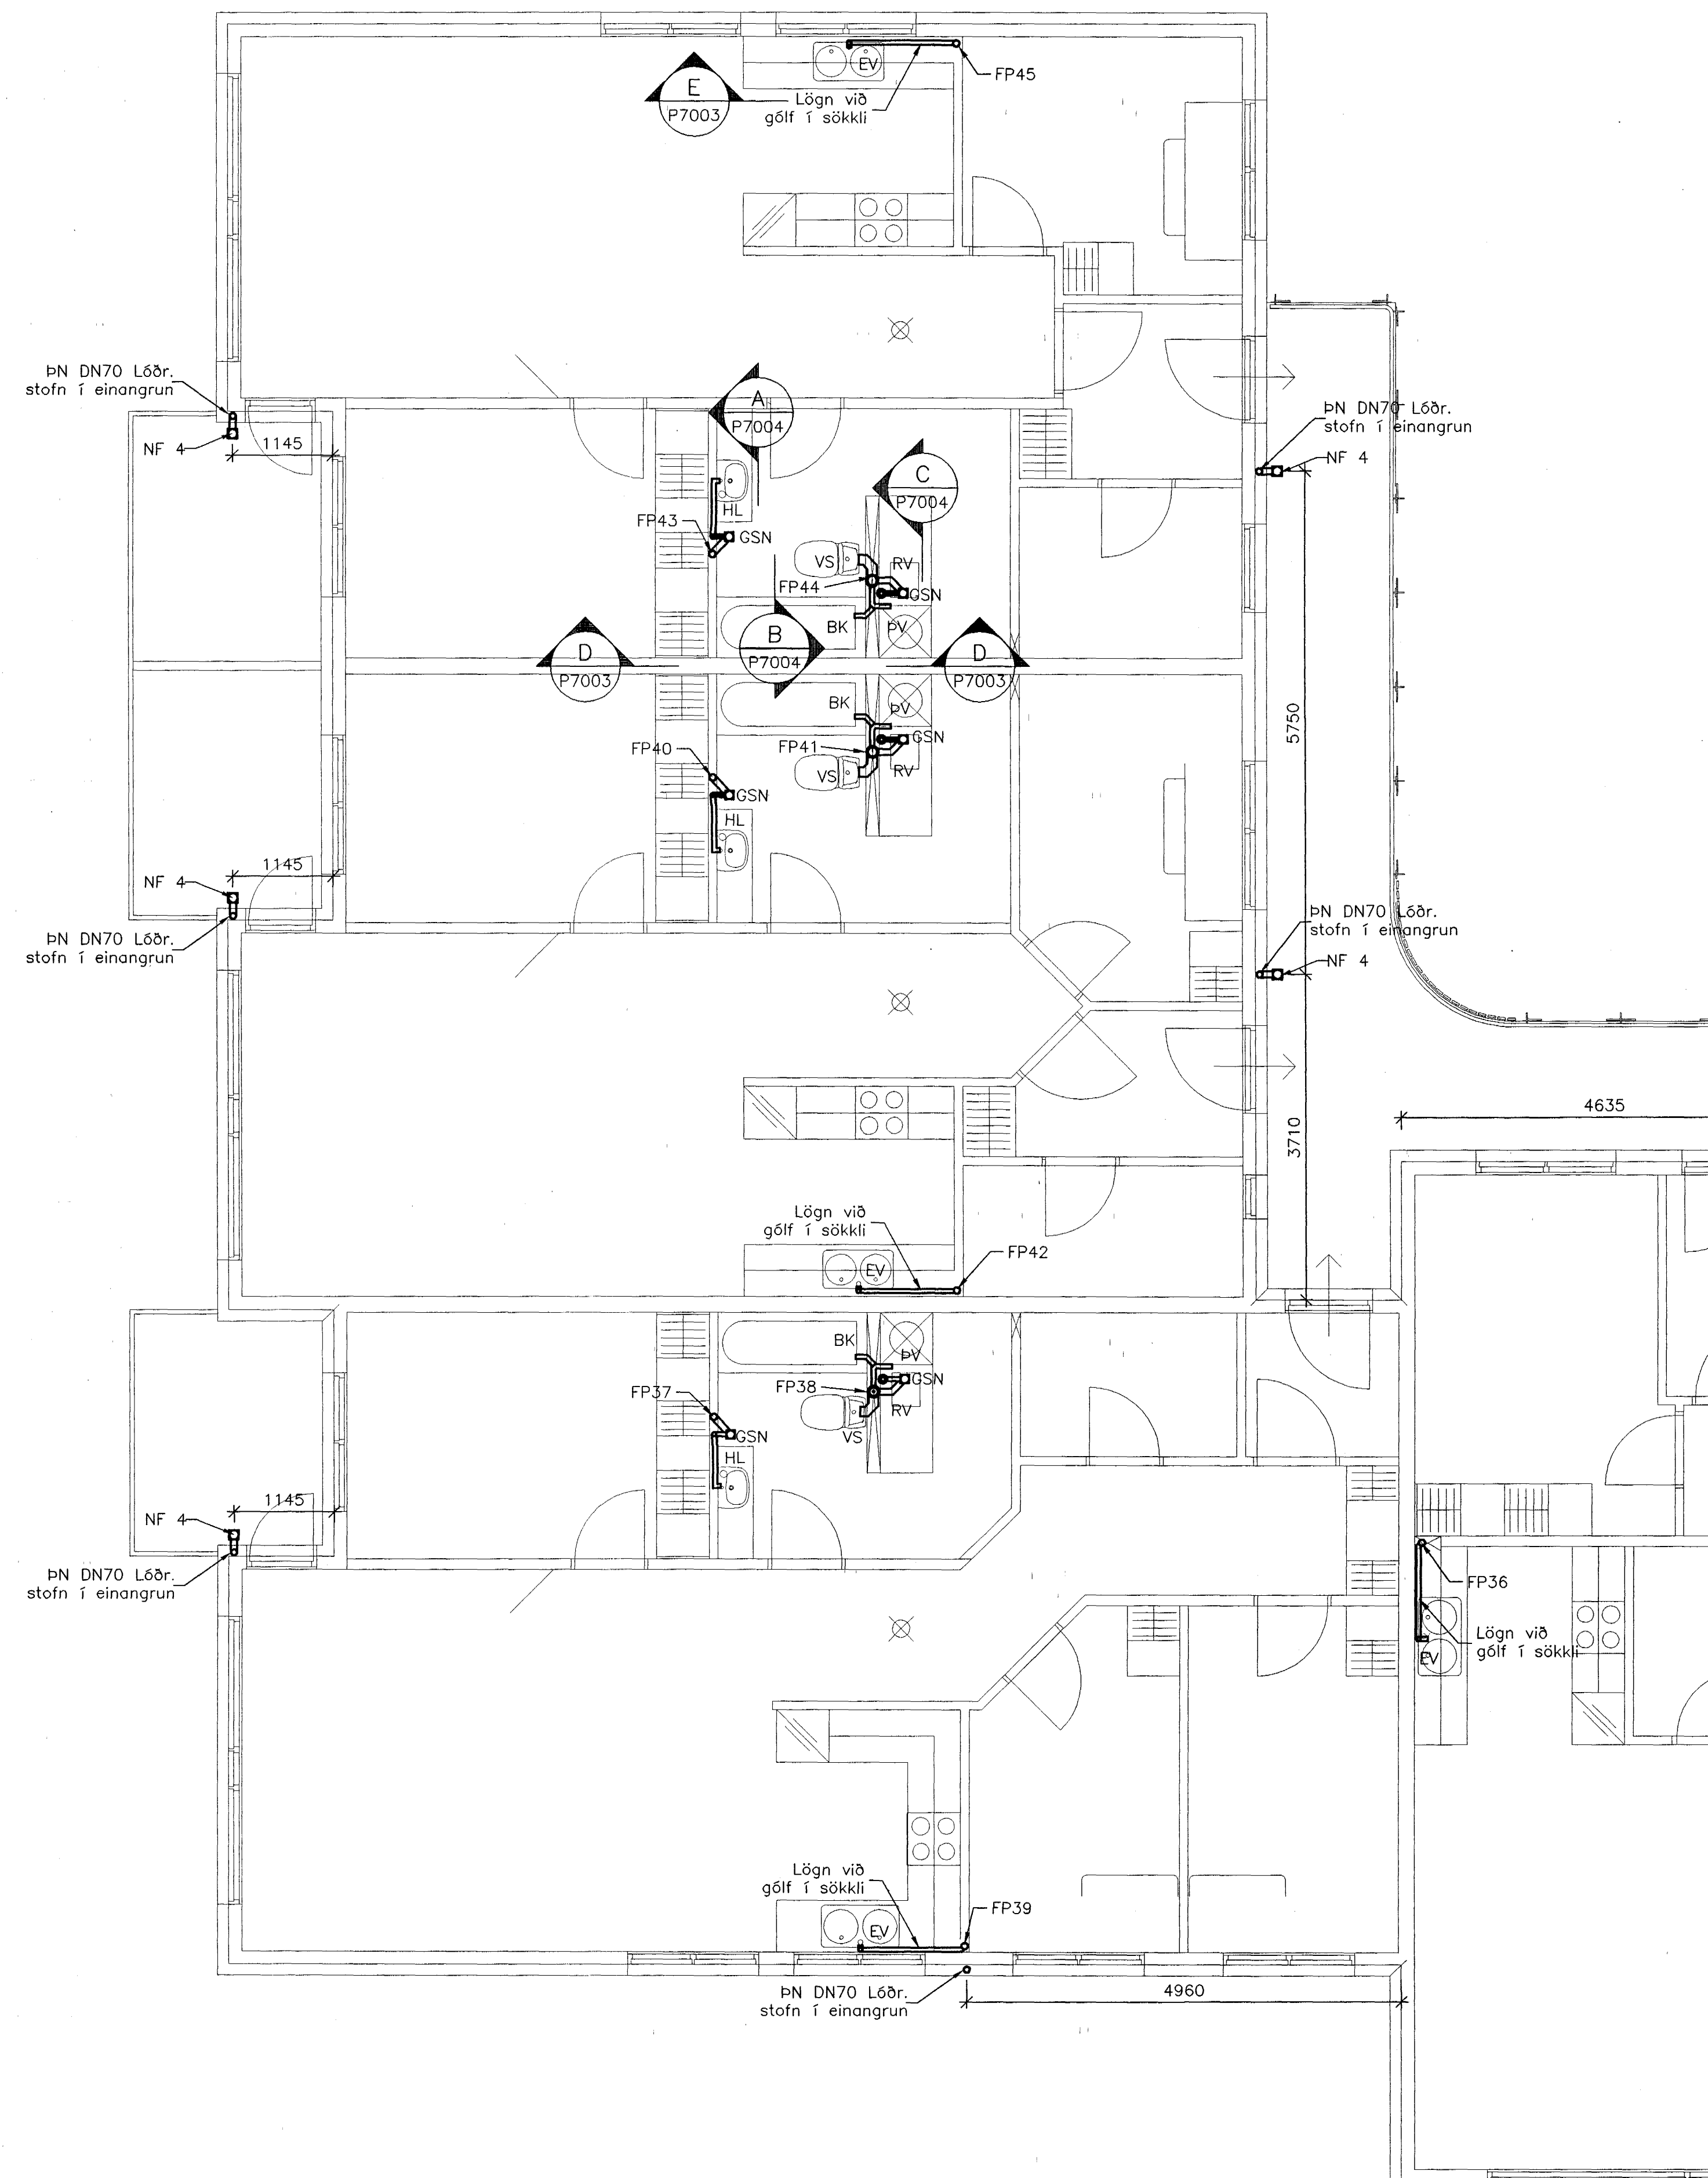 EV
FP45
E
P7003
Lögn við
gólf í sökkli
ÞN DN70 Lóðr.
stofn í einangrun
NF 4
1145
A
P7004
ÞN DN70 Lóðr.
stofn í einangrun
NF 4
C
P7004
HL
FP43
GSN
VS
RV
FP44
GSN
BK
ÞV
B
P7004
D
P7003
D
P7003
BK
ÞV
5750
FP40
FP41
GSN
VS
RV
GSN
HL
1145
NF 4
ÞN DN70 Lóðr.
stofn í einangrun
ÞN DN70 Lóðr.
stofn í einangrun
NF 4
4635
3710
Lögn við
gólf í sökkli
FP42
EV
BK
ÞV
FP37
FP38
GSN
RV
GSN
VS
HL
1145
NF 4
ÞN DN70 Lóðr.
stofn í einangrun
FP36
Lögn við
gólf í sökkli
EV
Lögn við
gólf í sökkli
FP39
EV
ÞN DN70 Lóðr.
stofn í einangrun
4960